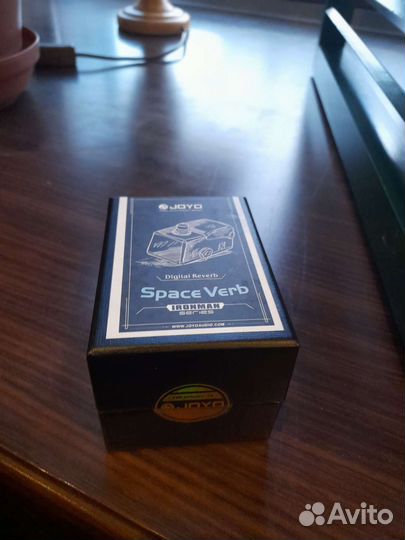 JOYO
Digital Reverb
Space Verb
IRONMAN
SERIES
WWW.JOYOAUDIO.COM
JOYO
Avito